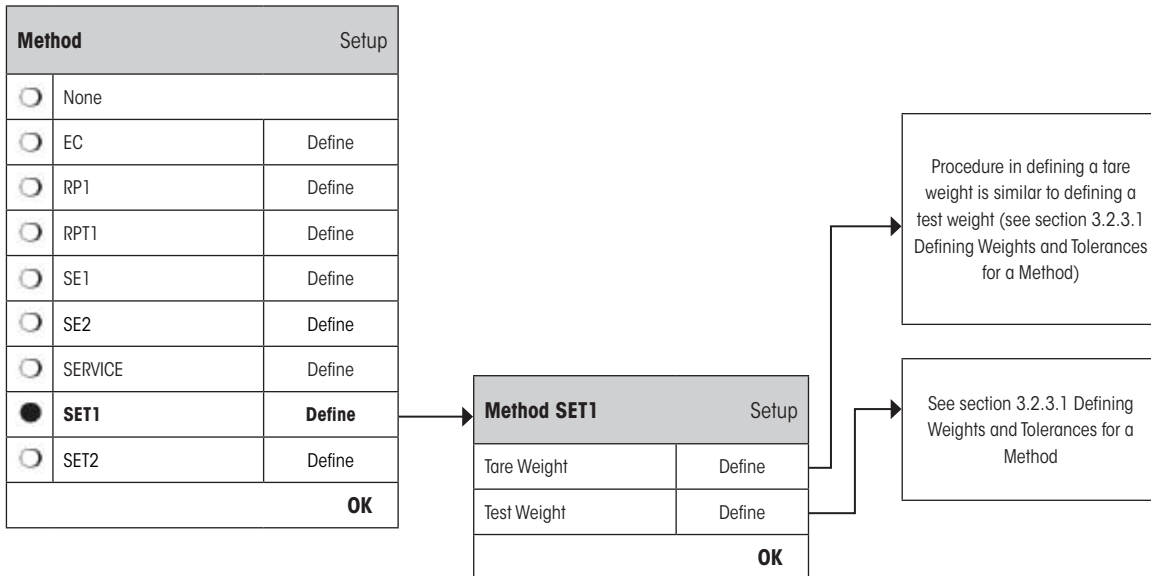 Method Setup
None
EC Define
RP1 Define
RPT1 Define
SE1 Define
SE2 Define
SERVICE Define
SET1 Define
SET2 Define
OK
Method SET1 Setup
Tare Weight Define
Test Weight Define
OK
Procedure in defining a tare
weight is similar to defining a
test weight (see section 3.2.3.1
Defining Weights and Tolerances
for a Method)
See section 3.2.3.1 Defining
Weights and Tolerances for a
Method